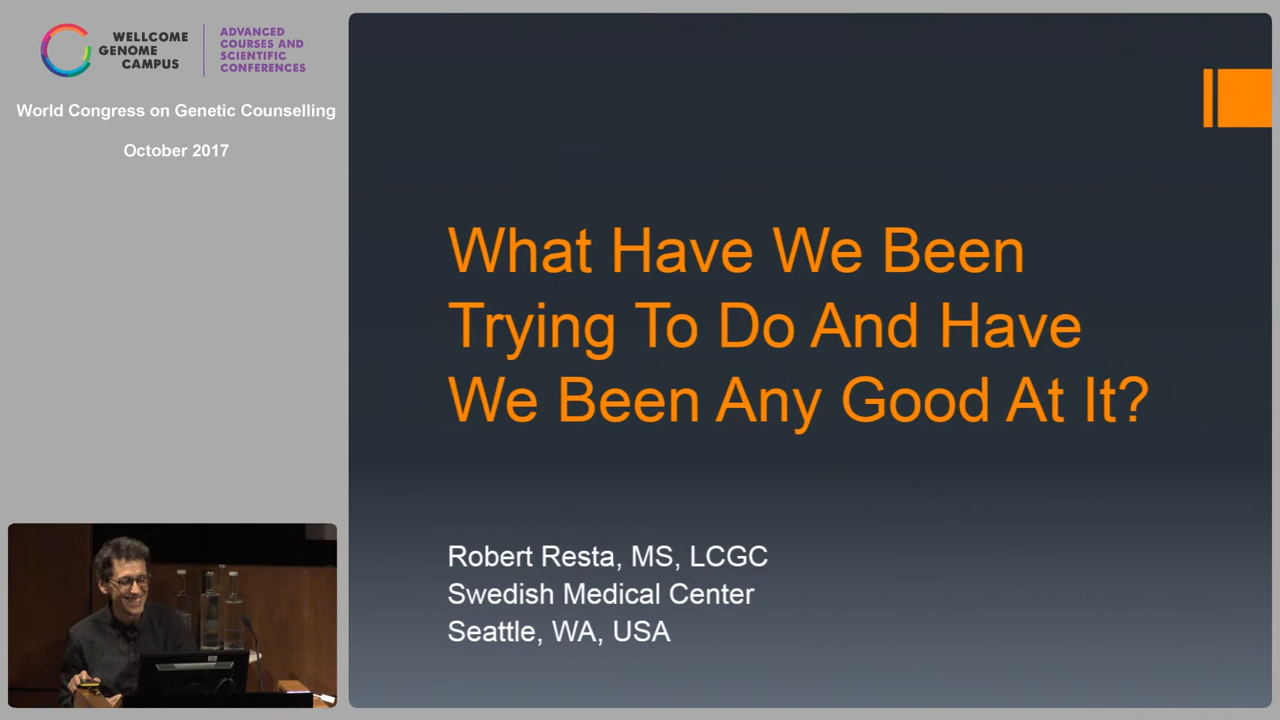 WELLCOME
GENOME
CAMPUS
ADVANCED
COURSES AND
SCIENTIFIC
CONFERENCES
World Congress on Genetic Counselling
October 2017
What Have We Been
Trying To Do And Have
We Been Any Good At It?
Robert Resta, MS, LCGC
Swedish Medical Center
Seattle, WA, USA